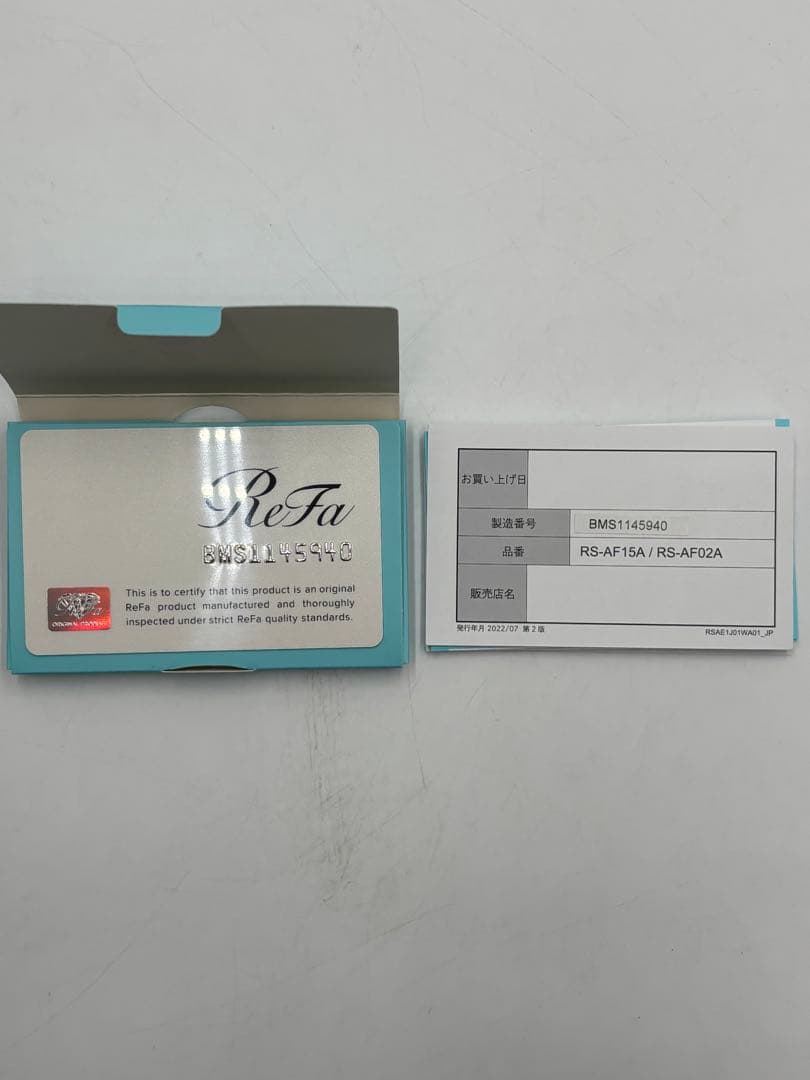 ReFa
BMS1145940
This is to certify that this product is an original
ReFa product manufactured and thoroughly
inspected under strict ReFa quality standards.
ORIGINAL PRODUCT
お買い上げ日
製造番号 BMS1145940
品番 RS-AF15A / RS-AF02A
販売店名
発行年月 2022/07 第2版
RSAE1J01WA01_JP